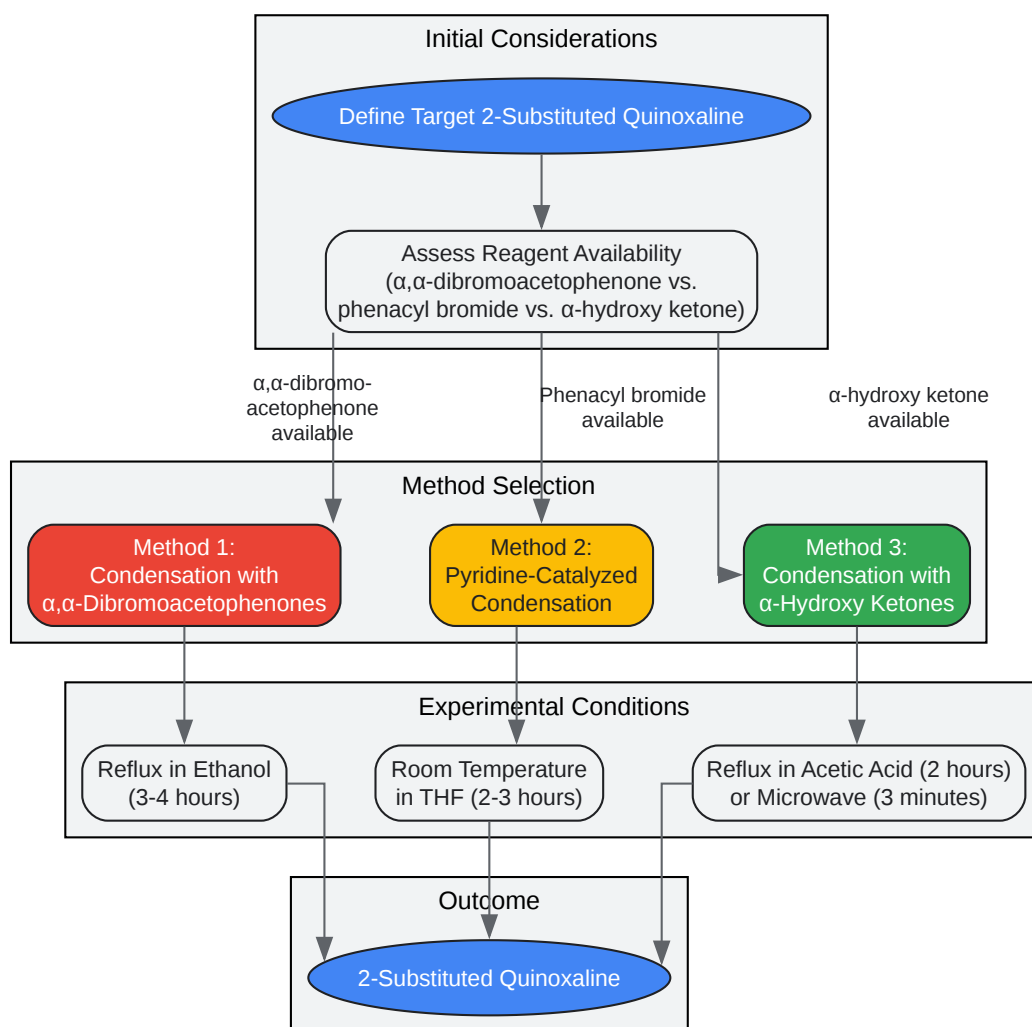 Initial Considerations
Define Target 2-Substituted Quinoxaline
Assess Reagent Availability
(α,α-dibromoacetophenone vs.
phenacyl bromide vs. α-hydroxy ketone)
α,α-dibromo-
acetophenone
available
Phenacyl bromide
available
α-hydroxy ketone
available
Method Selection
Method 1:
Condensation with
α,α-Dibromoacetophenones
Method 2:
Pyridine-Catalyzed
Condensation
Method 3:
Condensation with
α-Hydroxy Ketones
Experimental Conditions
Reflux in Ethanol
(3-4 hours)
Room Temperature
in THF (2-3 hours)
Reflux in Acetic Acid (2 hours)
or Microwave (3 minutes)
Outcome
2-Substituted Quinoxaline